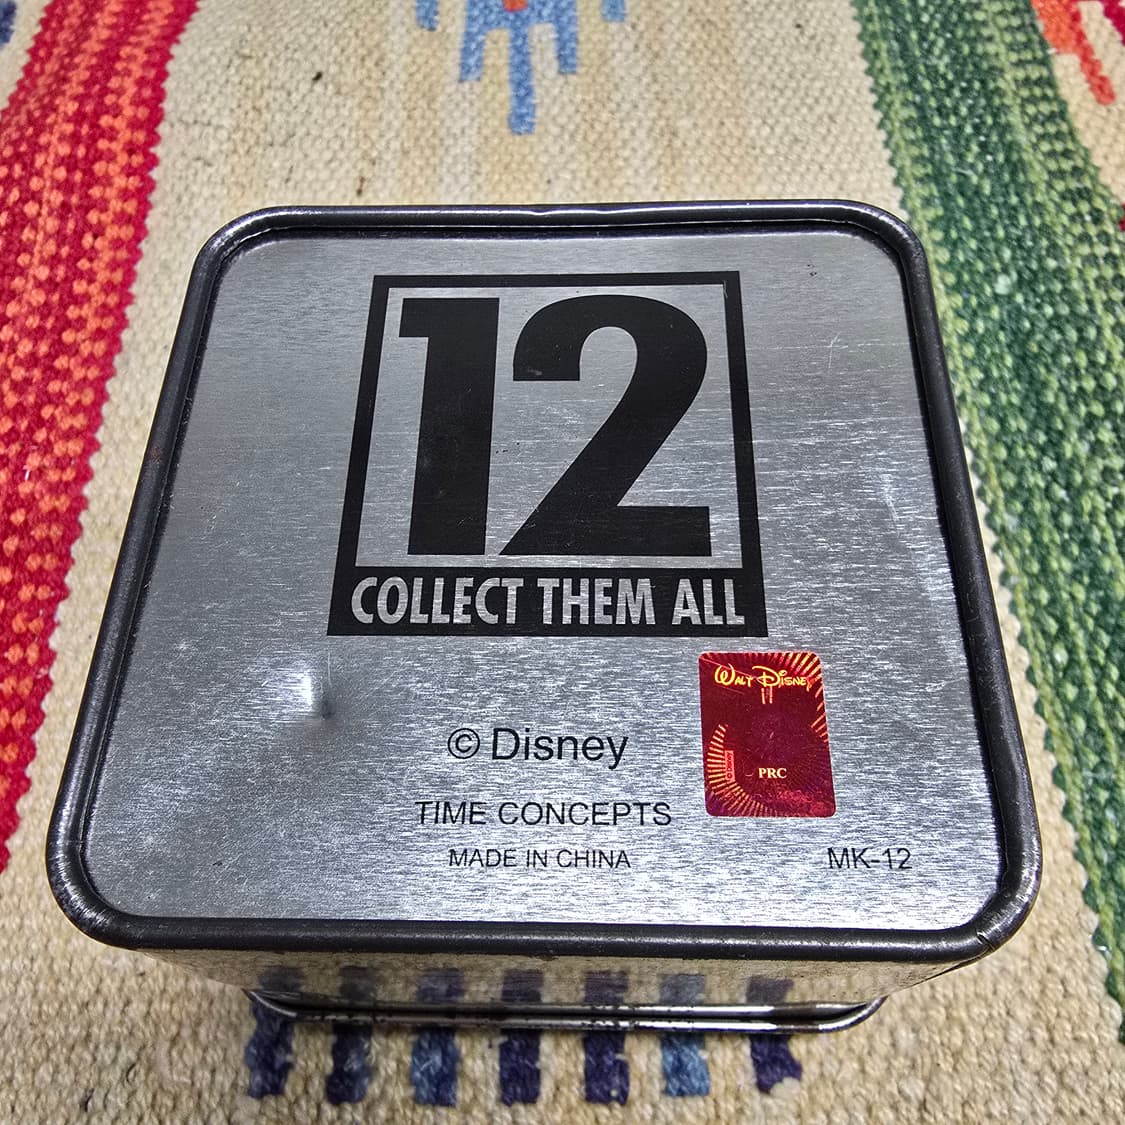 12
COLLECT THEM ALL
WALT DISNEY
PRC
© Disney
TIME CONCEPTS
MADE IN CHINA
MK-12